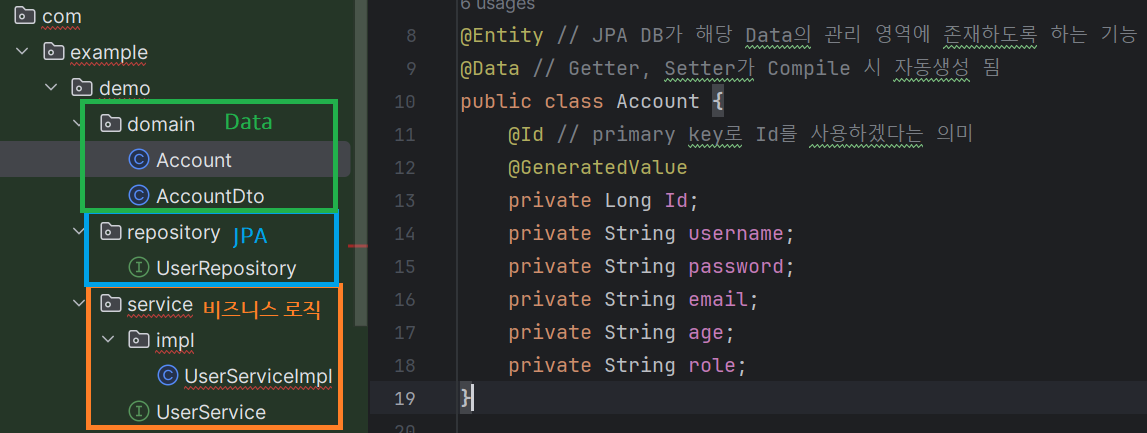 com
example
demo
domain Data
Account
AccountDto
repository JPA
UserRepository
service 비즈니스 로직
impl
UserServiceImpl
UserService
6 usages
8 @Entity // JPA DB가 해당 Data의 관리 영역에 존재하도록 하는 기능
9 @Data // Getter, Setter가 Compile 시 자동생성 됨
10 public class Account {
11 @Id // primary key로 Id를 사용하겠다는 의미
12 @GeneratedValue
13 private Long Id;
14 private String username;
15 private String password;
16 private String email;
17 private String age;
18 private String role;
19 }
20